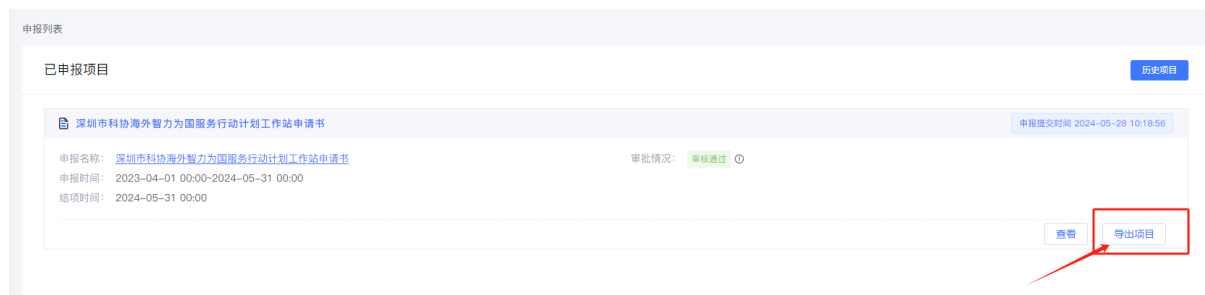 申报列表
已申报项目
历史项目
深圳市科协海外智力为国服务行动计划工作站申请书
申报提交时间 2024-05-28 10:18:56
申报名称: 深圳市科协海外智力为国服务行动计划工作站申请书
审批情况: 审核通过
申报时间: 2023-04-01 00:00~2024-05-31 00:00
结项时间: 2024-05-31 00:00
查看
导出项目